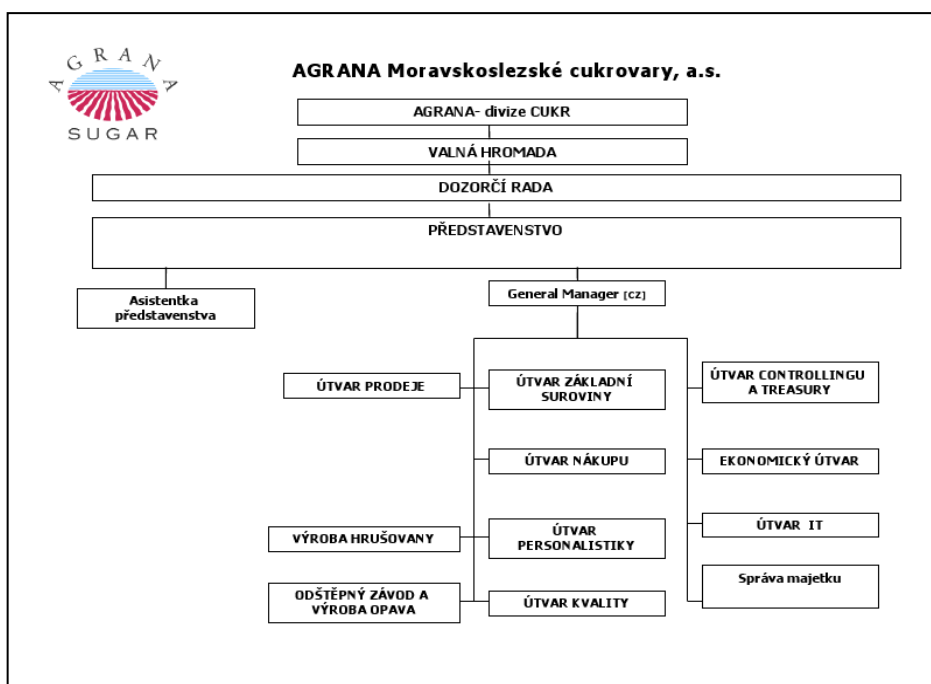 AGRANA
SUGAR
AGRANA Moravskoslezské cukrovary, a.s.
AGRANA- divize CUKR
VALNÁ HROMADA
DOZORČÍ RADA
PŘEDSTAVENSTVO
Asistentka
představenstva
General Manager [CZ]
ÚTVAR PRODEJE
ÚTVAR ZÁKLADNÍ
SUROVINY
ÚTVAR CONTROLLINGU
A TREASURY
ÚTVAR NÁKUPU
EKONOMICKÝ ÚTVAR
VÝROBA HRUŠOVANY
ÚTVAR
PERSONALISTIKY
ÚTVAR IT
ODŠTĚPNÝ ZÁVOD A
VÝROBA OPAVA
ÚTVAR KVALITY
Správa majetku